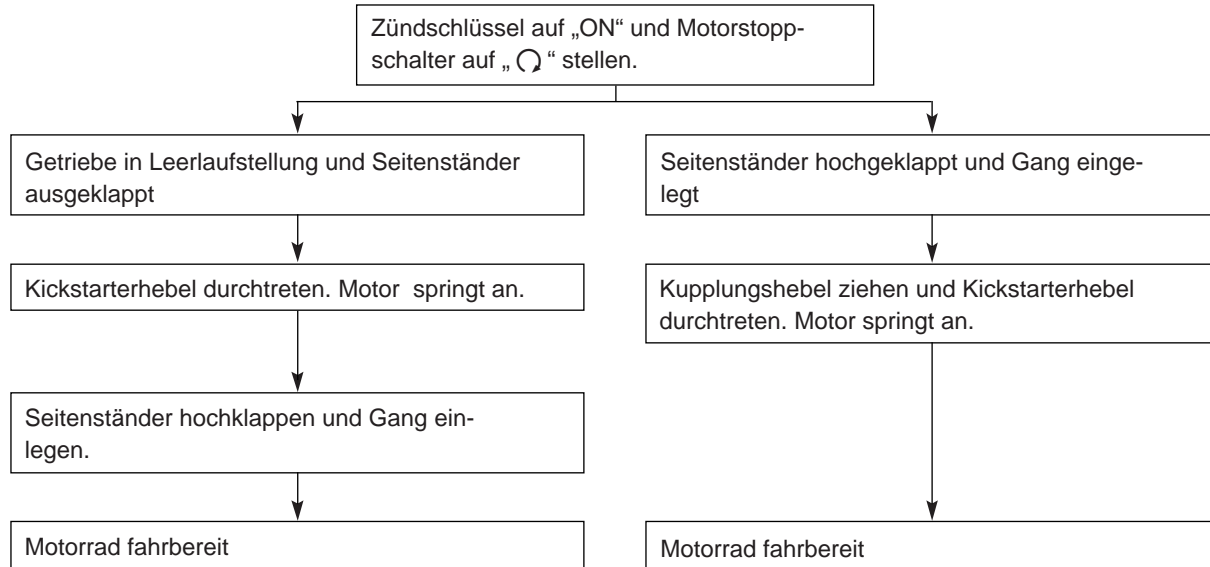 Zündschlüssel auf „ON“ und Motorstopp-
schalter auf „ “ stellen.
Getriebe in Leerlaufstellung und Seitenständer
ausgeklappt
Kickstarterhebel durchtreten. Motor springt an.
Seitenständer hochklappen und Gang ein-
legen.
Motorrad fahrbereit
Seitenständer hochgeklappt und Gang einge-
legt
Kupplungshebel ziehen und Kickstarterhebel
durchtreten. Motor springt an.
Motorrad fahrbereit